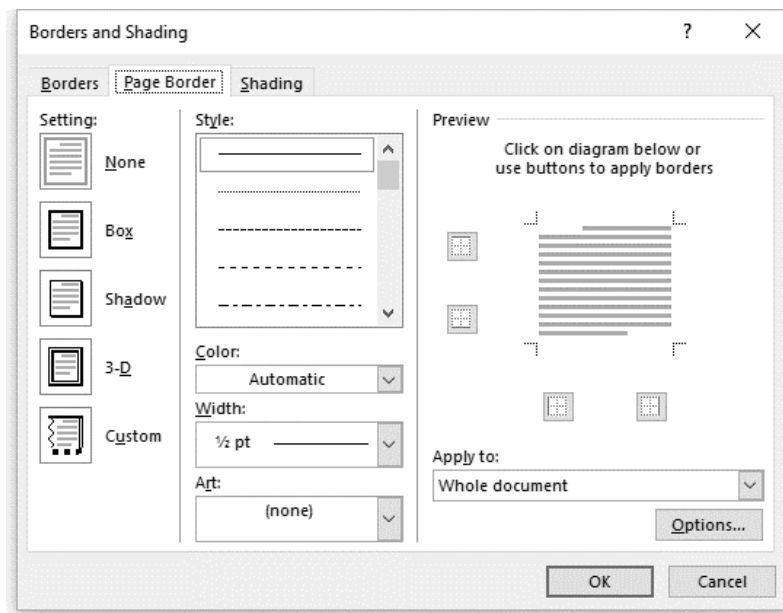 Borders and Shading
?
Borders
Page Border
Shading
Setting:
None
Box
Shadow
3-D
Custom
Style:
Color:
Automatic
Width:
½ pt
Art:
(none)
Preview
Click on diagram below or
use buttons to apply borders
Apply to:
Whole document
Options...
OK
Cancel